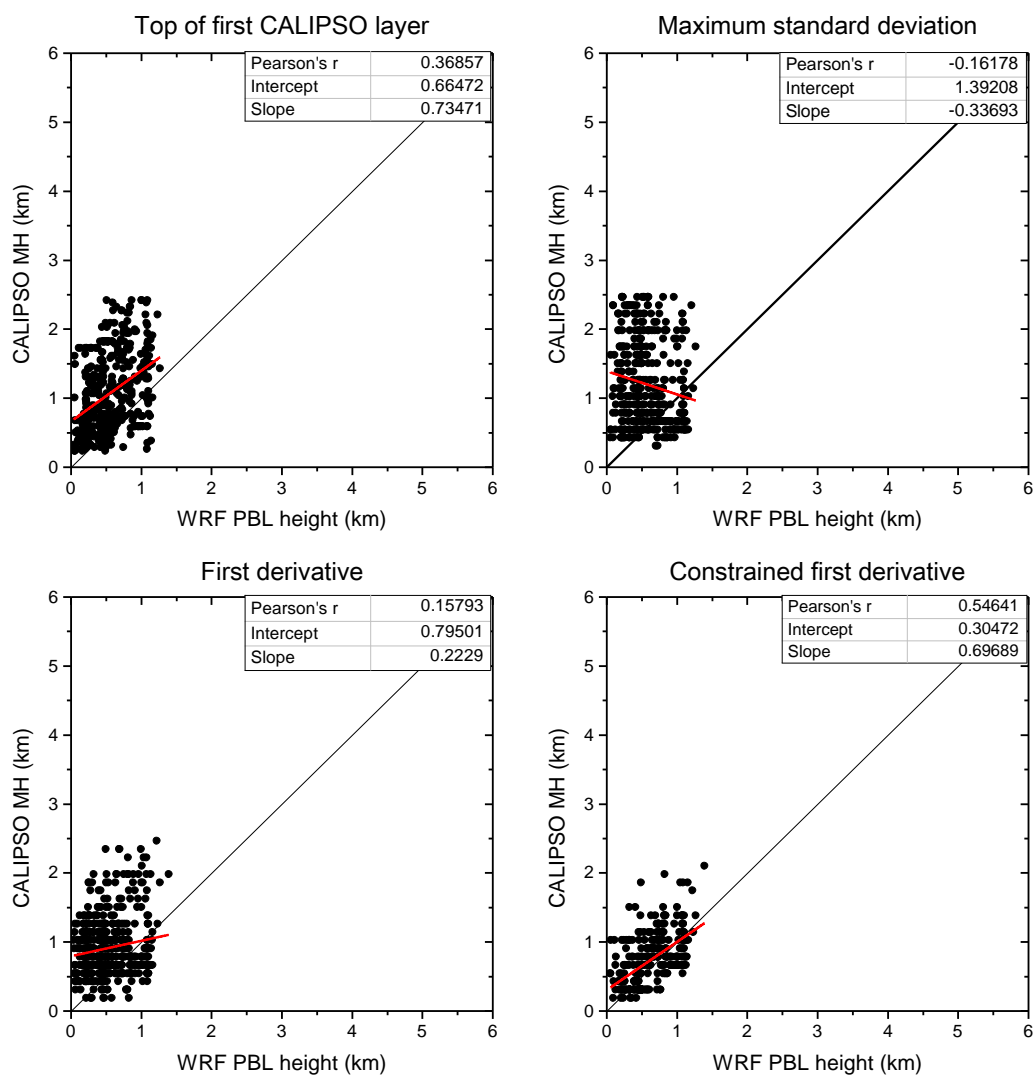 Top of first CALIPSO layer
Pearson's r 0.36857
Intercept 0.66472
Slope 0.73471
6
5
4
3
2
1
0
CALIPSO MH (km)
0 1 2 3 4 5 6
WRF PBL height (km)
Maximum standard deviation
Pearson's r -0.16178
Intercept 1.39208
Slope -0.33693
6
5
4
3
2
1
0
CALIPSO MH (km)
0 1 2 3 4 5 6
WRF PBL height (km)
First derivative
Pearson's r 0.15793
Intercept 0.79501
Slope 0.2229
6
5
4
3
2
1
0
CALIPSO MH (km)
0 1 2 3 4 5 6
WRF PBL height (km)
Constrained first derivative
Pearson's r 0.54641
Intercept 0.30472
Slope 0.69689
6
5
4
3
2
1
0
CALIPSO MH (km)
0 1 2 3 4 5 6
WRF PBL height (km)